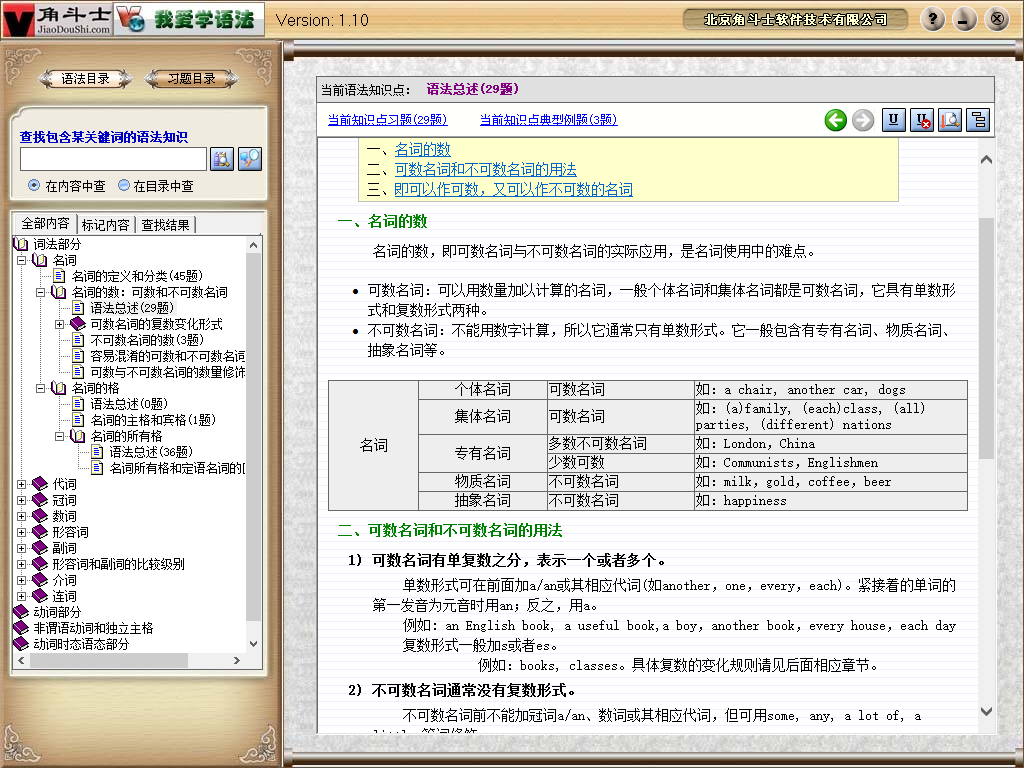 角斗士
JiaoDouShi.com
我爱学语法
Version: 1.10
北京角斗士软件技术有限公司
语法目录
习题目录
查找包含某关键词的语法知识
在内容中查
在目录中查
全部内容
标记内容
查找结果
词法部分
名词
名词的定义和分类(45题)
名词的数：可数和不可数名词
语法总述(29题)
可数名词的复数变化形式
不可数名词的数(3题)
容易混淆的可数和不可数名词
可数与不可数名词的数量修饰
名词的格
语法总述(0题)
名词的主格和宾格(1题)
名词的所有格
语法总述(36题)
名词所有格和定语名词的
代词
冠词
数词
形容词
副词
形容词和副词的比较级别
介词
连词
动词部分
非谓语动词和独立主格
动词时态语态部分
当前语法知识点： 语法总述(29题)
当前知识点习题(29题)
当前知识点典型例题(3题)
一、名词的数
二、可数名词和不可数名词的用法
三、即可以作可数，又可以作不可数的名词
一、名词的数
名词的数，即可数名词与不可数名词的实际应用，是名词使用中的难点。
• 可数名词：可以用数量加以计算的名词，一般个体名词和集体名词都是可数名词，它具有单数形
式和复数形式两种。
• 不可数名词：不能用数字计算，所以它通常只有单数形式。它一般包含有专有名词、物质名词、
抽象名词等。
名词
个体名词 可数名词 如：a chair, another car, dogs
集体名词 可数名词 如：(a)family, (each)class, (all)
parties, (different) nations
专有名词
多数不可数名词 如：London, China
少数可数 如：Communists, Englishmen
物质名词 不可数名词 如：milk, gold, coffee, beer
抽象名词 不可数名词 如：happiness
二、可数名词和不可数名词的用法
1) 可数名词有单复数之分，表示一个或者多个。
单数形式可在前面加a/an或其相应代词(如another, one, every, each)。紧接着的单词的
第一发音为元音时用an；反之，用a。
例如：an English book, a useful book,a boy, another book, every house, each day
复数形式一般加s或者es。
例如：books, classes。具体复数的变化规则请见后面相应章节。
2) 不可数名词通常没有复数形式。
不可数名词前不能加冠词a/an、数词或其相应代词，但可用some, any, a lot of, a